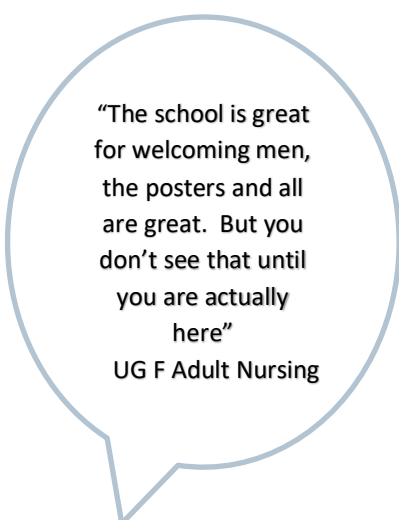 “The school is great
for welcoming men,
the posters and all
are great.  But you
don’t see that until
you are actually
here”
UG F Adult Nursing